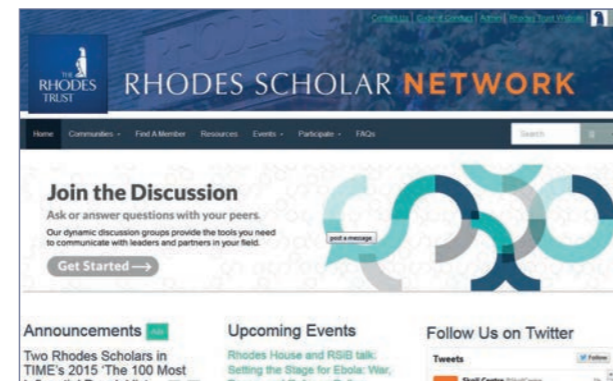 Contact Us | Code of Conduct | Admin | Rhodes Trust Website
THE
RHODES
TRUST
RHODES SCHOLAR NETWORK
Home Communities Find A Member Resources Events Participate FAQs Search
Join the Discussion
Ask or answer questions with your peers.
Our dynamic discussion groups provide the tools you need
to communicate with leaders and partners in your field.
post a message
Get Started
Announcements Add
Two Rhodes Scholars in
TIME's 2015 'The 100 Most
Upcoming Events
Rhodes House and RSiB talk:
Setting the Stage for Ebola: War,
Follow Us on Twitter
Tweets Follow